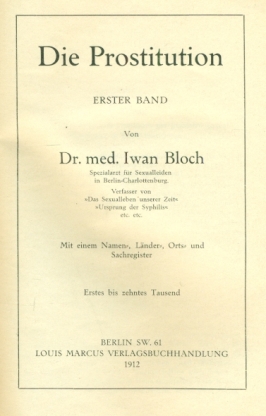 Die Prostitution
ERSTER BAND
Von
Dr. med. Iwan Bloch
Spezialarzt für Sexualleiden
in Berlin-Charlottenburg.
Verfasser von
»Das Sexualleben unserer Zeit«
»Ursprung der Syphilis«
etc. etc.
Mit einem Namen-, Länder-, Orts- und
Sachregister
Erstes bis zehntes Tausend
BERLIN SW. 61
LOUIS MARCUS VERLAGSBUCHHANDLUNG
1912